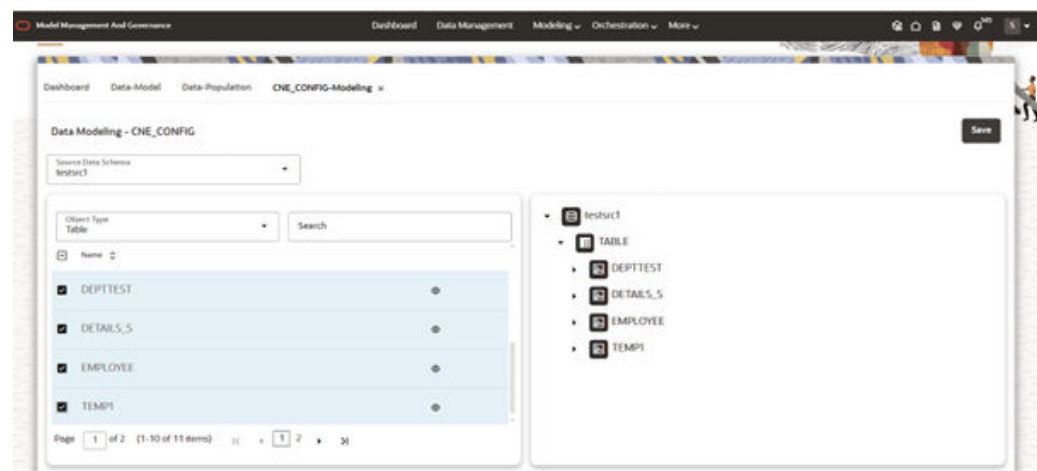 Model Management And Governance Dashboard Data Management Modeling Orchestration More
S
Dashboard Data-Model Data-Population CNE_CONFIG-Modeling ×
Data Modeling - CNE_CONFIG Save
Source Data Schema
testsrc1
Object Type
Table
Search
Name
DEPTTEST
DETAILS_S
EMPLOYEE
TEMP1
Page 1 of 2 (1-10 of 11 items) 1 2
testsrc1
TABLE
DEPTTEST
DETAILS_S
EMPLOYEE
TEMP1